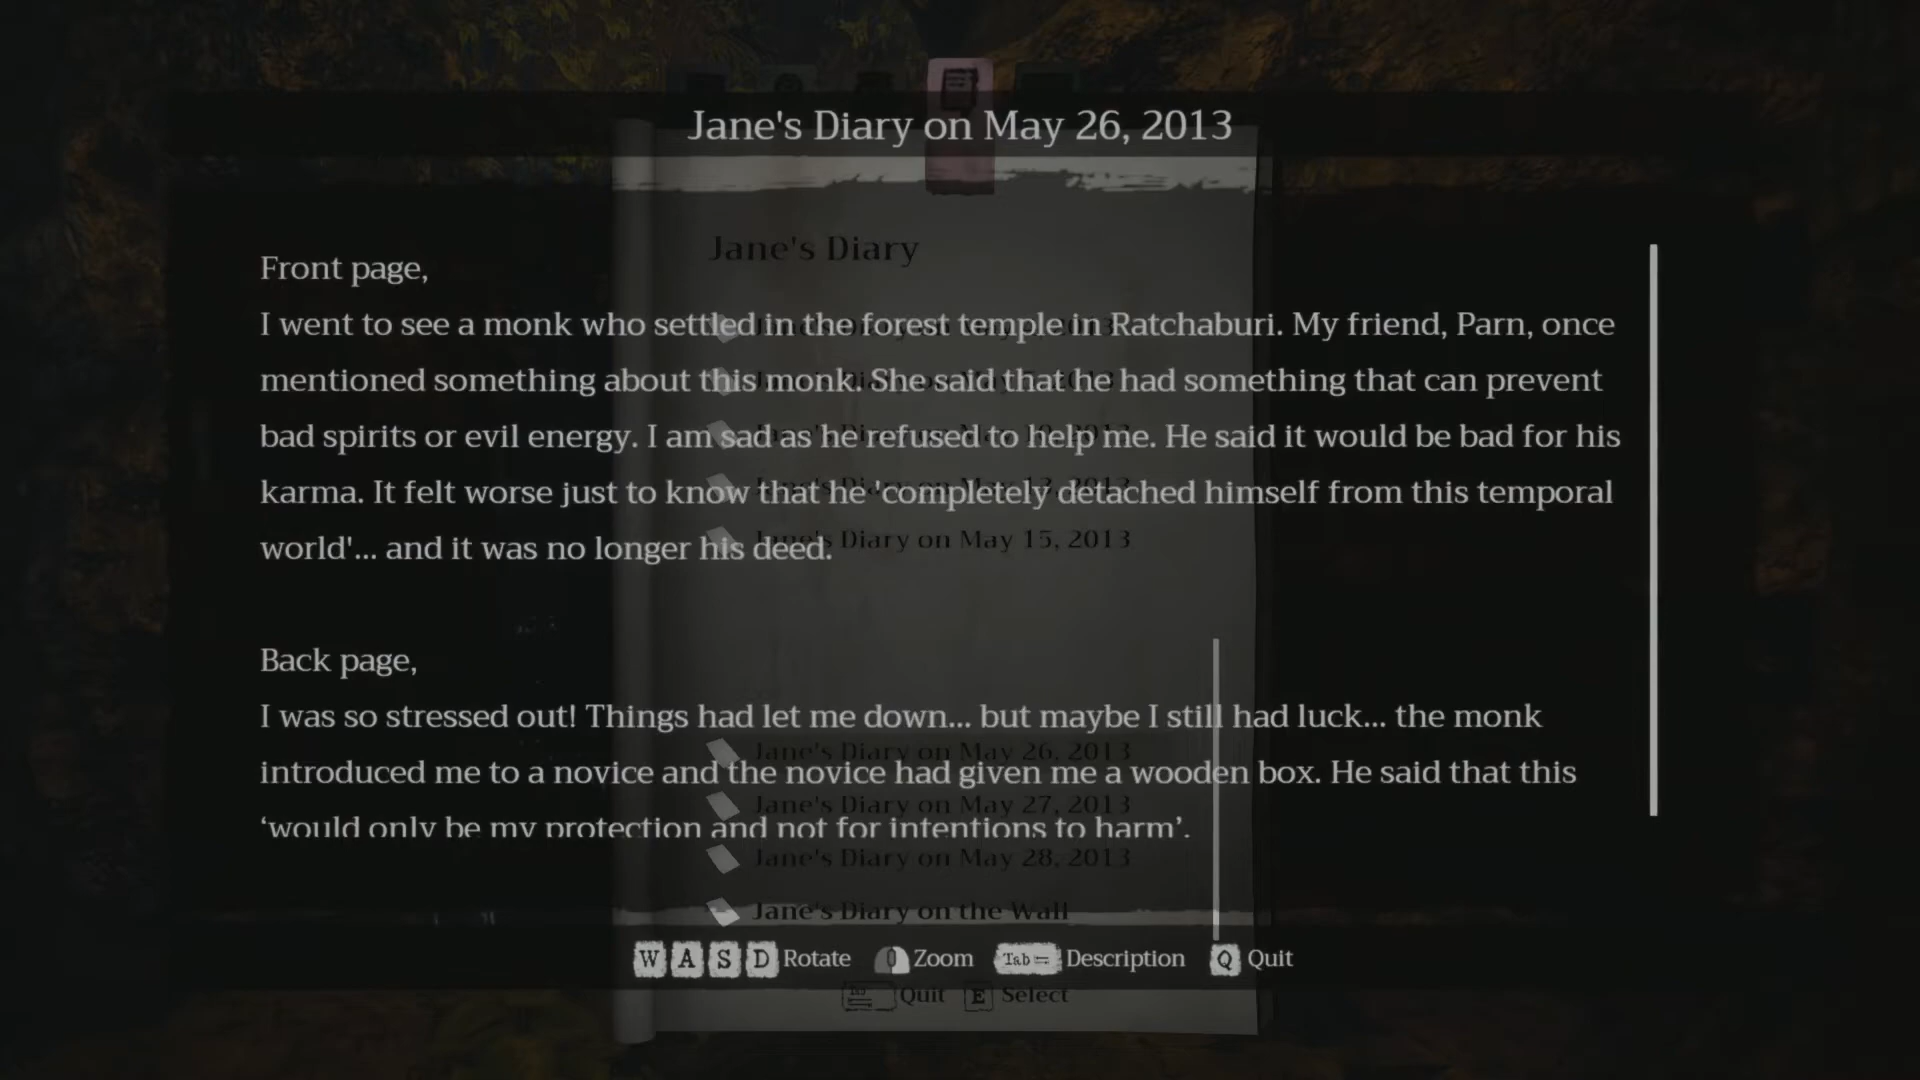 Jane's Diary on May 26, 2013
Jane's Diary
Front page,
I went to see a monk who settled in the forest temple in Ratchaburi. My friend, Parn, once
mentioned something about this monk. She said that he had something that can prevent
bad spirits or evil energy. I am sad as he refused to help me. He said it would be bad for his
karma. It felt worse just to know that he 'completely detached himself from this temporal
world'... and it was no longer his deed.
Jane's Diary on May 15, 2013
Back page,
I was so stressed out! Things had let me down... but maybe I still had luck... the monk
Jane's Diary on May 26, 2013
introduced me to a novice and the novice had given me a wooden box. He said that this
Jane's Diary on May 27, 2013
‘would only be my protection and not for intentions to harm’.
Jane's Diary on May 28, 2013
Jane's Diary on the Wall
W A S D Rotate Zoom Tab Description Q Quit
Quit E Select